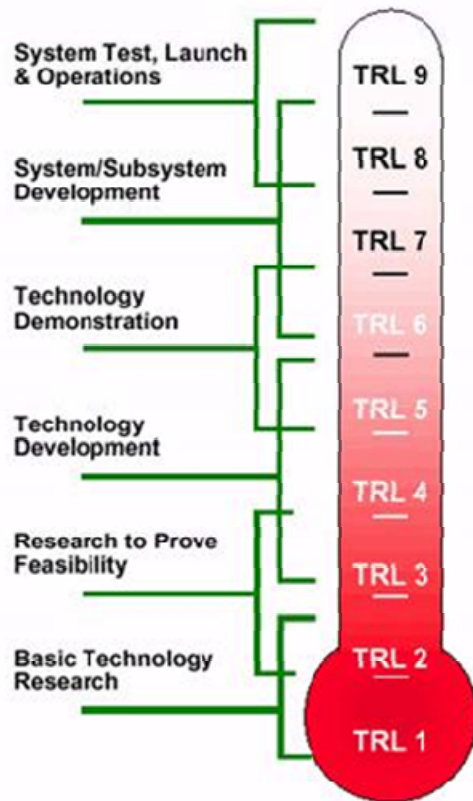 System Test, Launch
& Operations
System/Subsystem
Development
Technology
Demonstration
Technology
Development
Research to Prove
Feasibility
Basic Technology
Research
TRL 9
TRL 8
TRL 7
TRL 6
TRL 5
TRL 4
TRL 3
TRL 2
TRL 1